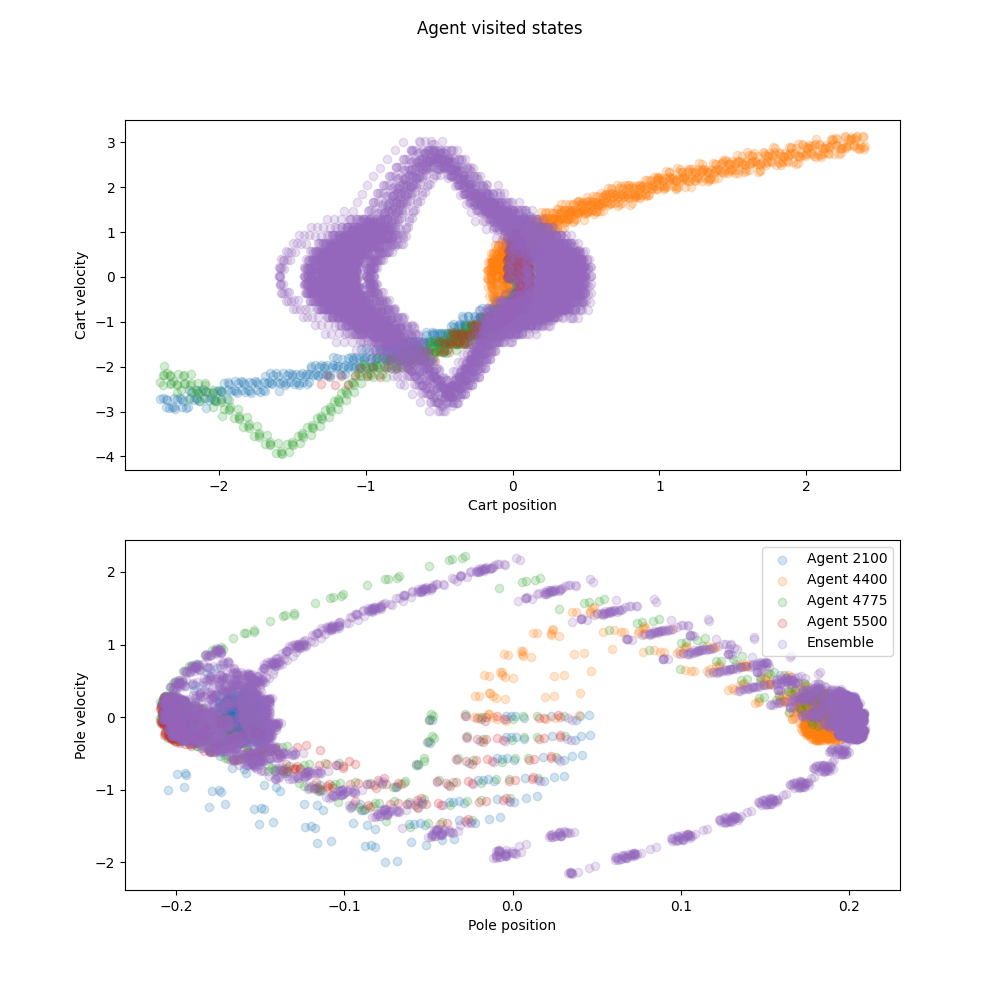 Agent visited states
3
2
1
0
−1
−2
−3
−4
Cart velocity
−2
−1
0
1
2
Cart position
2
1
0
−1
−2
Pole velocity
Agent 2100
Agent 4400
Agent 4775
Agent 5500
Ensemble
−0.2
−0.1
0.0
0.1
0.2
Pole position